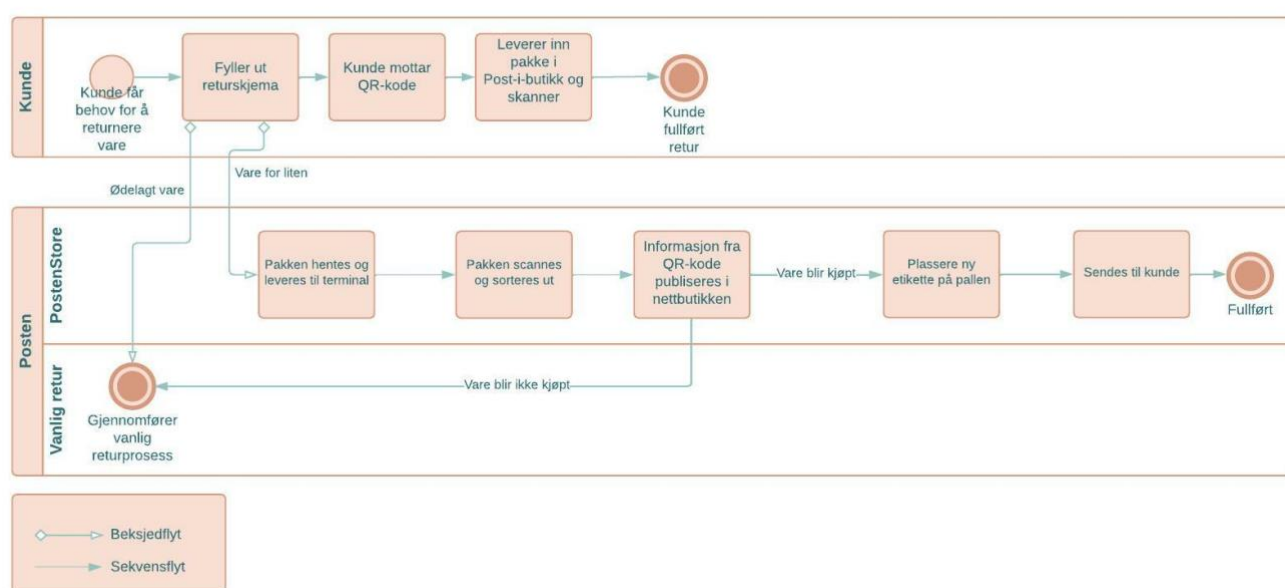 Kunde
Kunde får
behov for å
returnere
vare
Fyller ut
returskjema
Kunde mottar
QR-kode
Leverer inn
pakke i
Post-i-butikk og
skanner
Kunde
fullført
retur
Ødelagt vare
Vare for liten
Posten
PostenStore
Pakken hentes og
leveres til terminal
Pakken scannes
og sorteres ut
Informasjon fra
QR-kode
publiseres i
nettbutikken
Vare blir kjøpt
Plassere ny
etikette på pallen
Sendes til kunde
Fullført
Vanlig retur
Gjennomfører
vanlig
returprosess
Vare blir ikke kjøpt
Beksjedflyt
Sekvensflyt